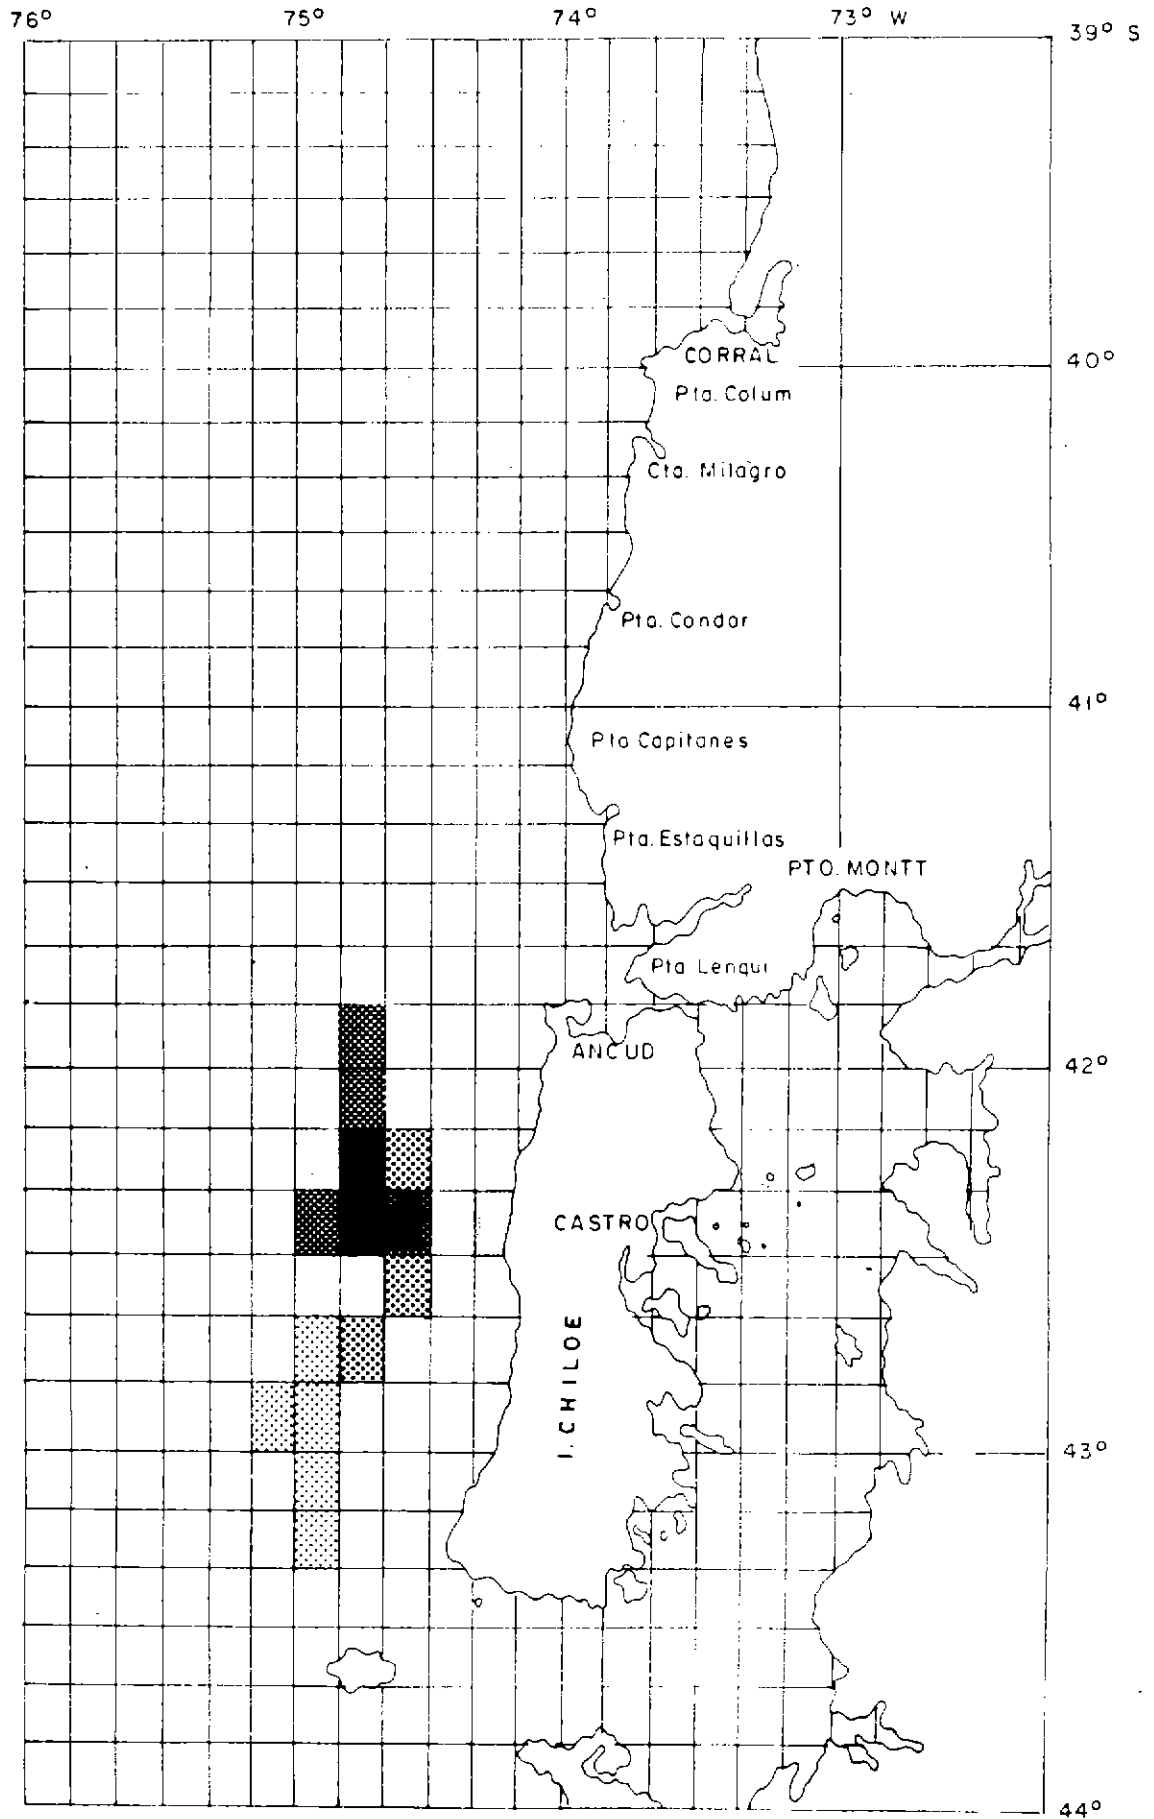 76° 75° 74° 73° W
39° S
CORRAL
40°
Pta. Colum
Cta. Milagro
Pta. Condor
41°
Pta Capitanes
Pta. Estaquillas
PTO. MONTT
Pta Lenqui
ANCUD
42°
CASTRO
I. CHILOE
43°
44°